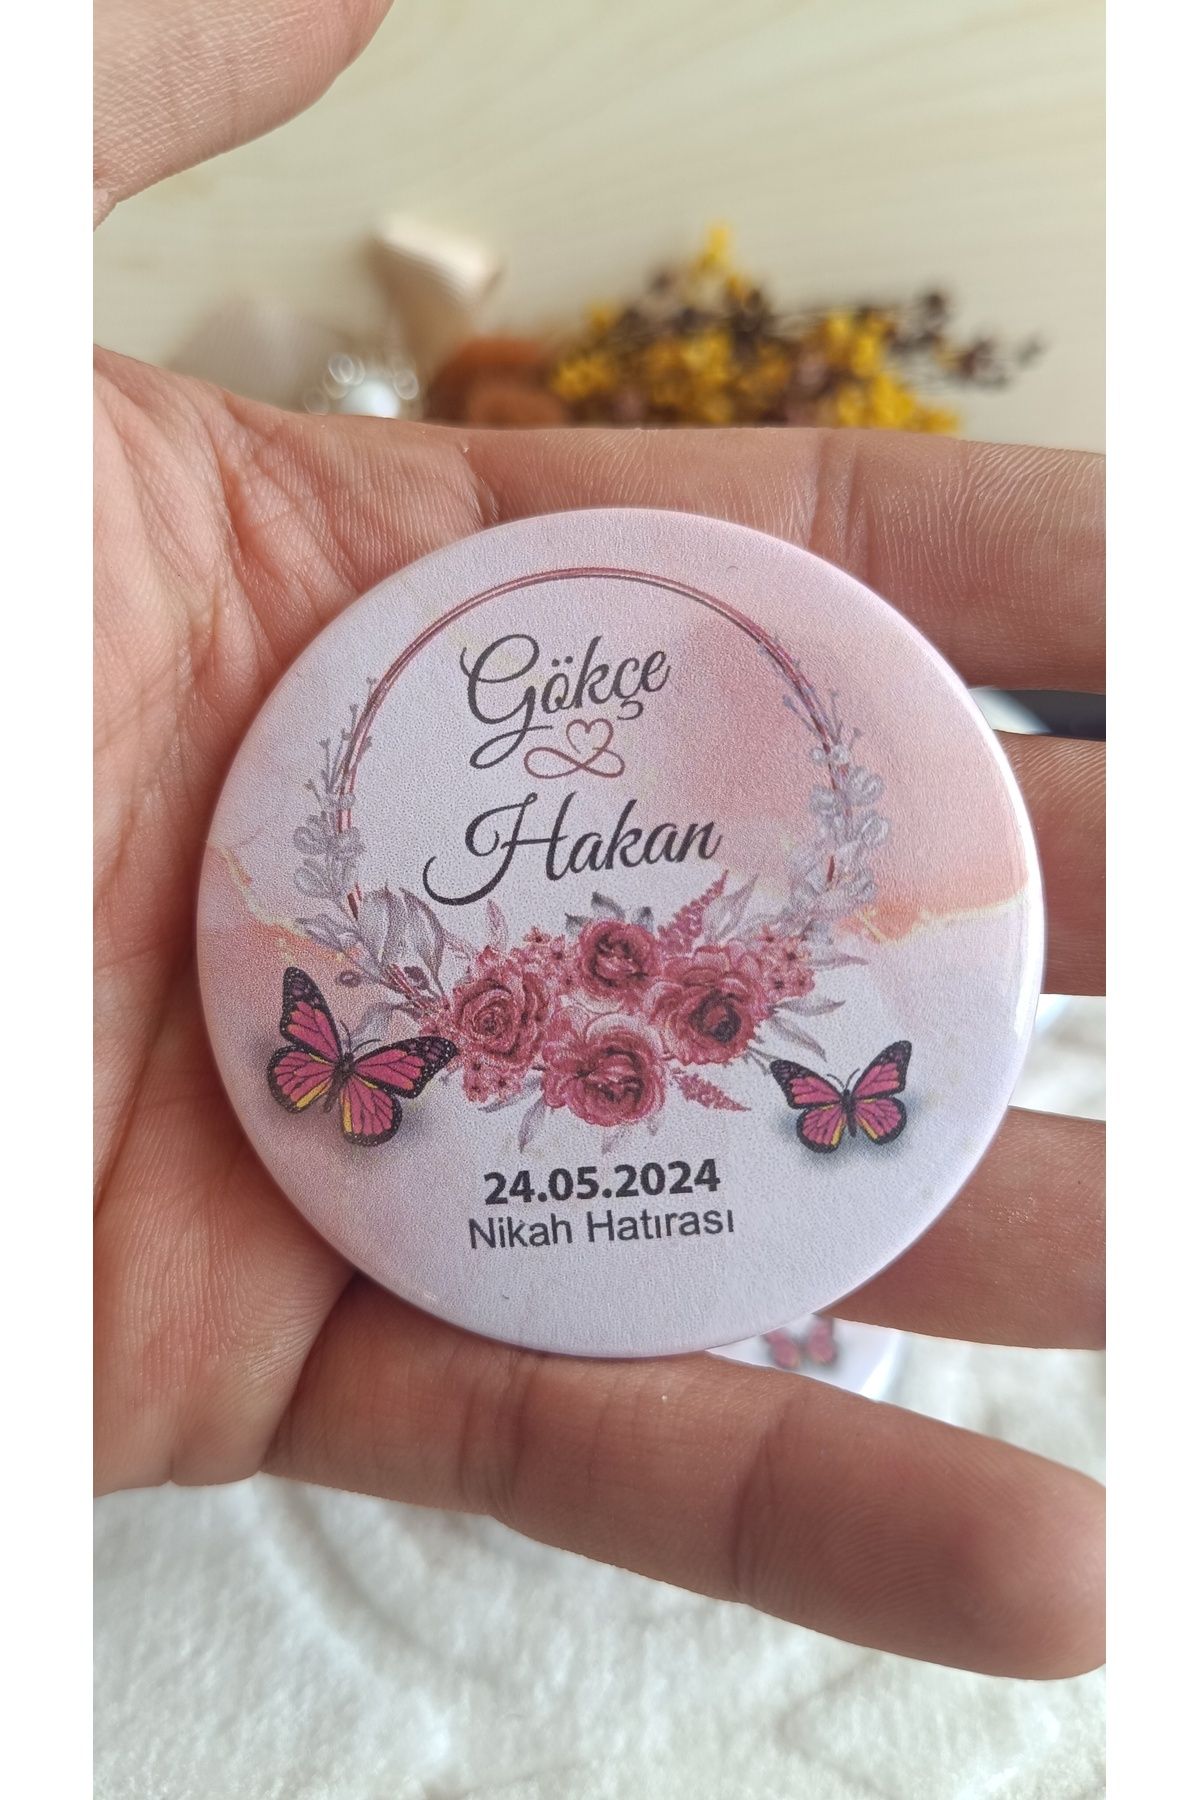 Gökçe
Hakan
24.05.2024
Nikah Hatırası